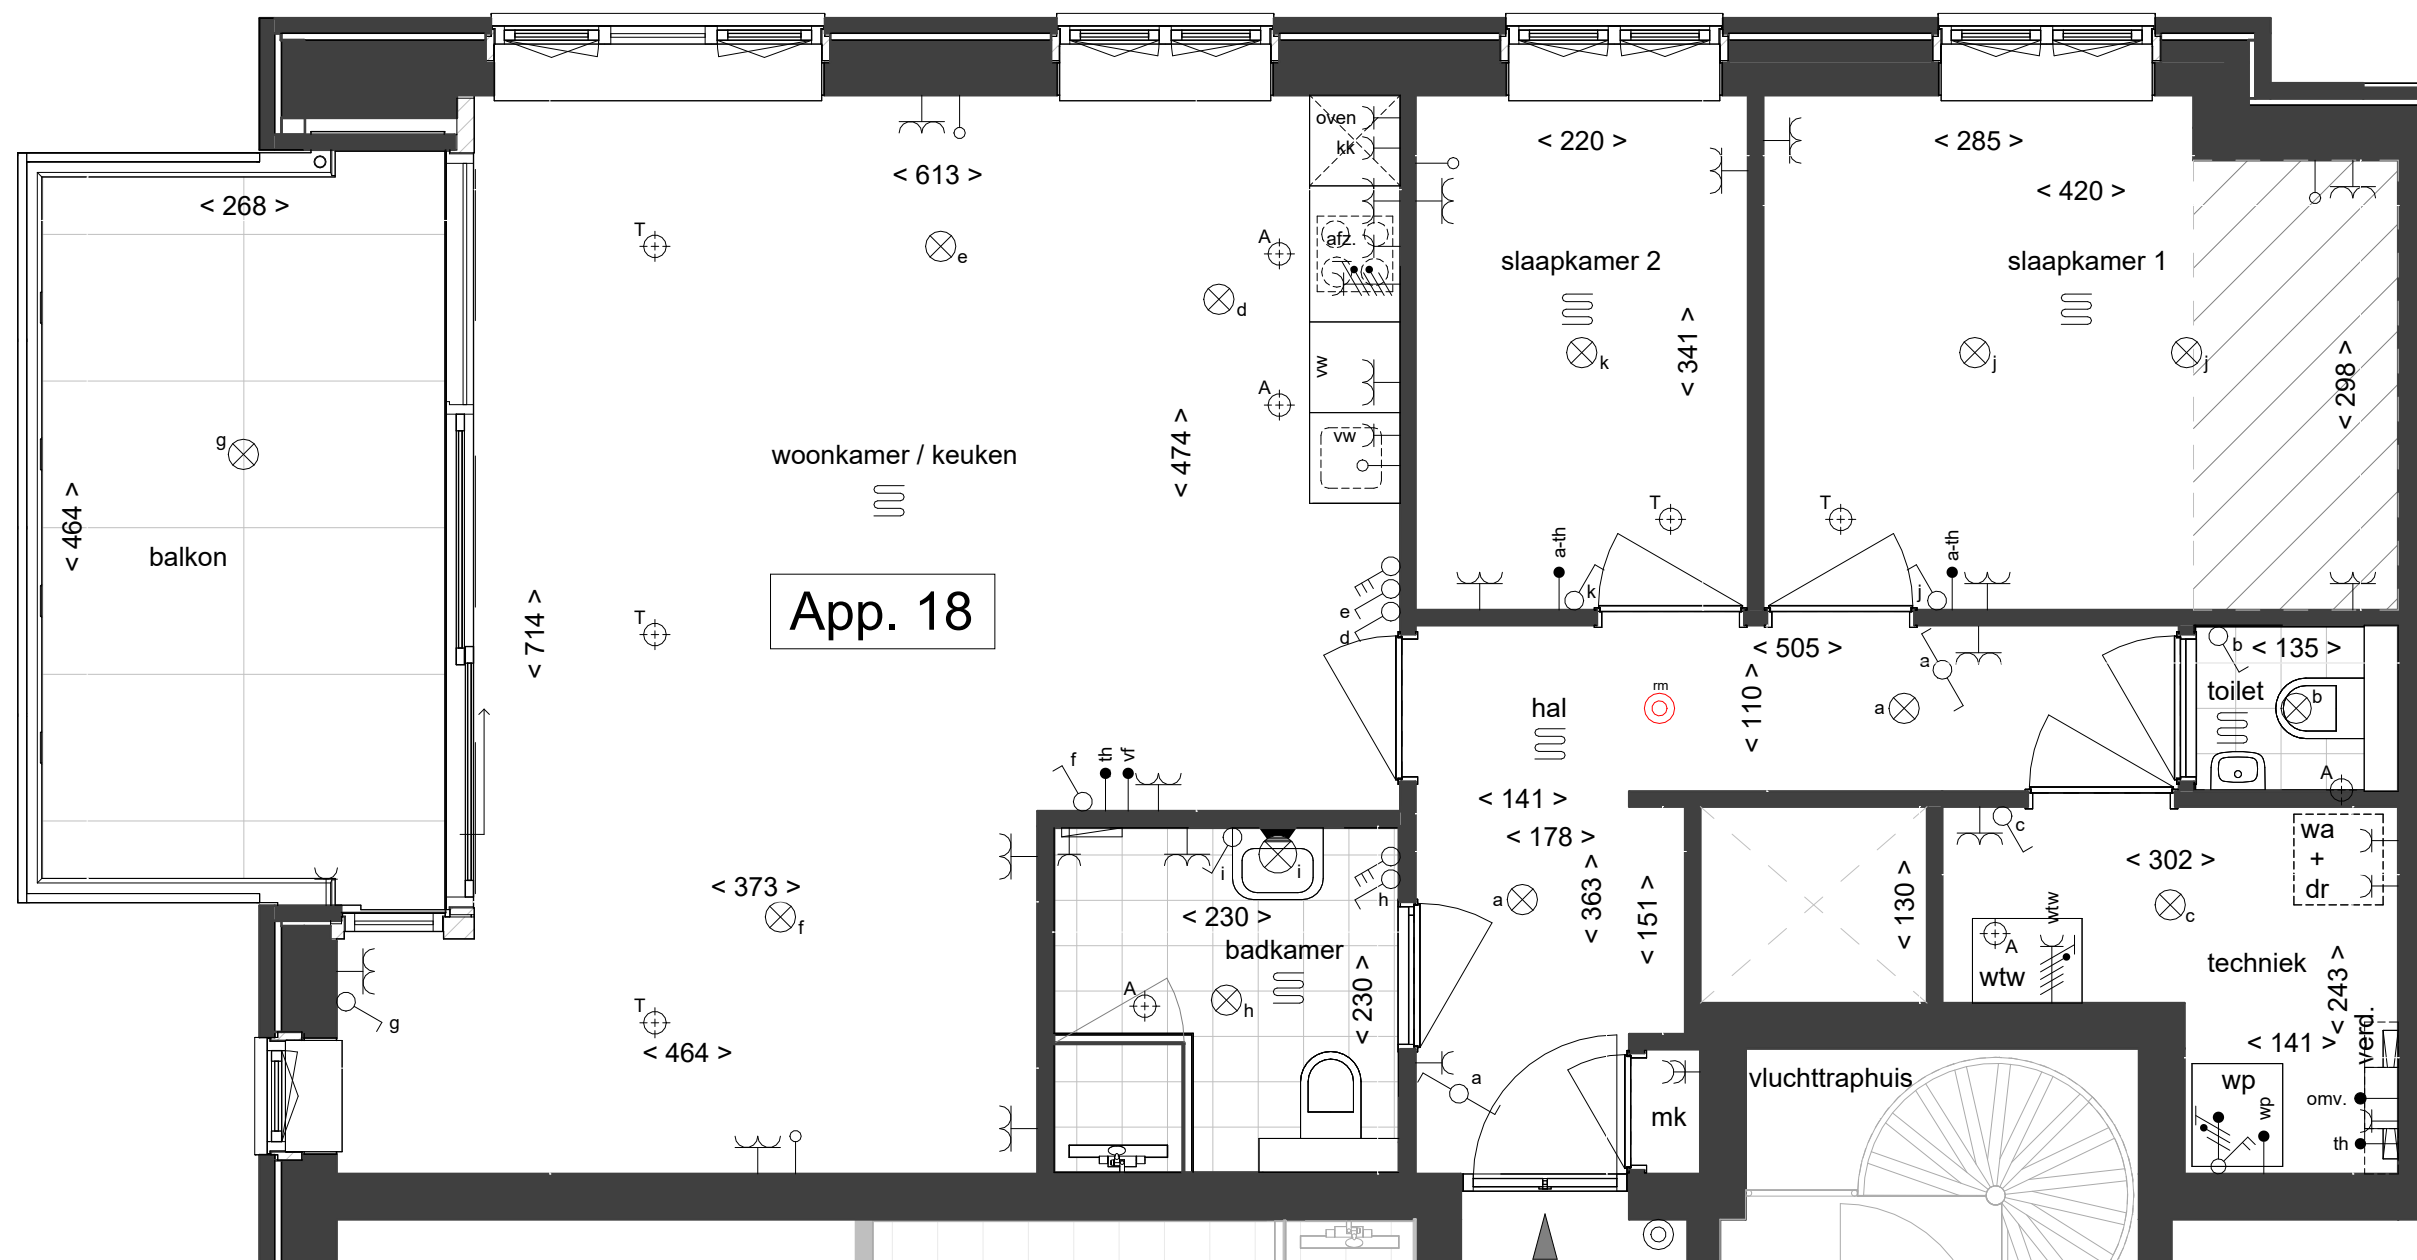 oven
kk
< 220 >
< 285 >
< 613 >
< 420 >
< 268 >
T
e
A
afz.
slaapkamer 2
slaapkamer 1
d
< 341 >
k
j
j
< 298 >
vw
A
< 474 >
vw
g
woonkamer / keuken
< 464 >
balkon
T
T
a-th
a-th
k
j
App. 18
e
d
T
< 714 >
< 505 >
a
b
< 135 >
rm
toilet
b
hal
a
< 110 >
f
th
vf
A
< 141 >
< 178 >
c
wa
+
dr
< 302 >
i
i
< 373 >
f
h
a
< 363 >
< 151 >
< 130 >
wtw
c
< 230 >
badkamer
A
wtw
techniek
< 243 >
< 230 >
A
h
T
g
< 464 >
verd.
< 141 >
a
mk
vluchttraphuis
wp
wp
omv.
th